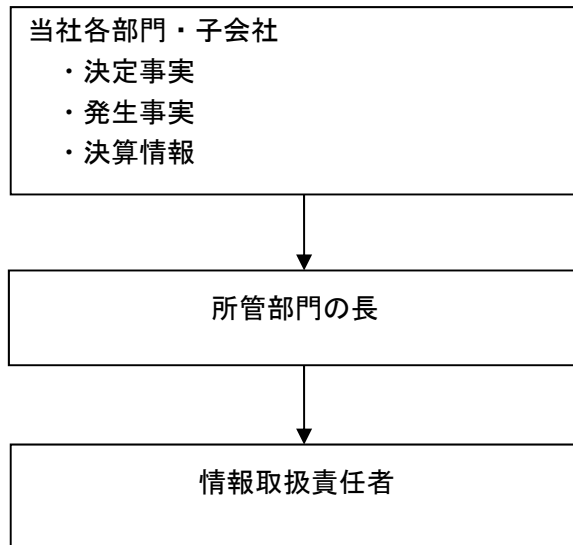 当社各部門・子会社
・決定事実
・発生事実
・決算情報
所管部門の長
情報取扱責任者